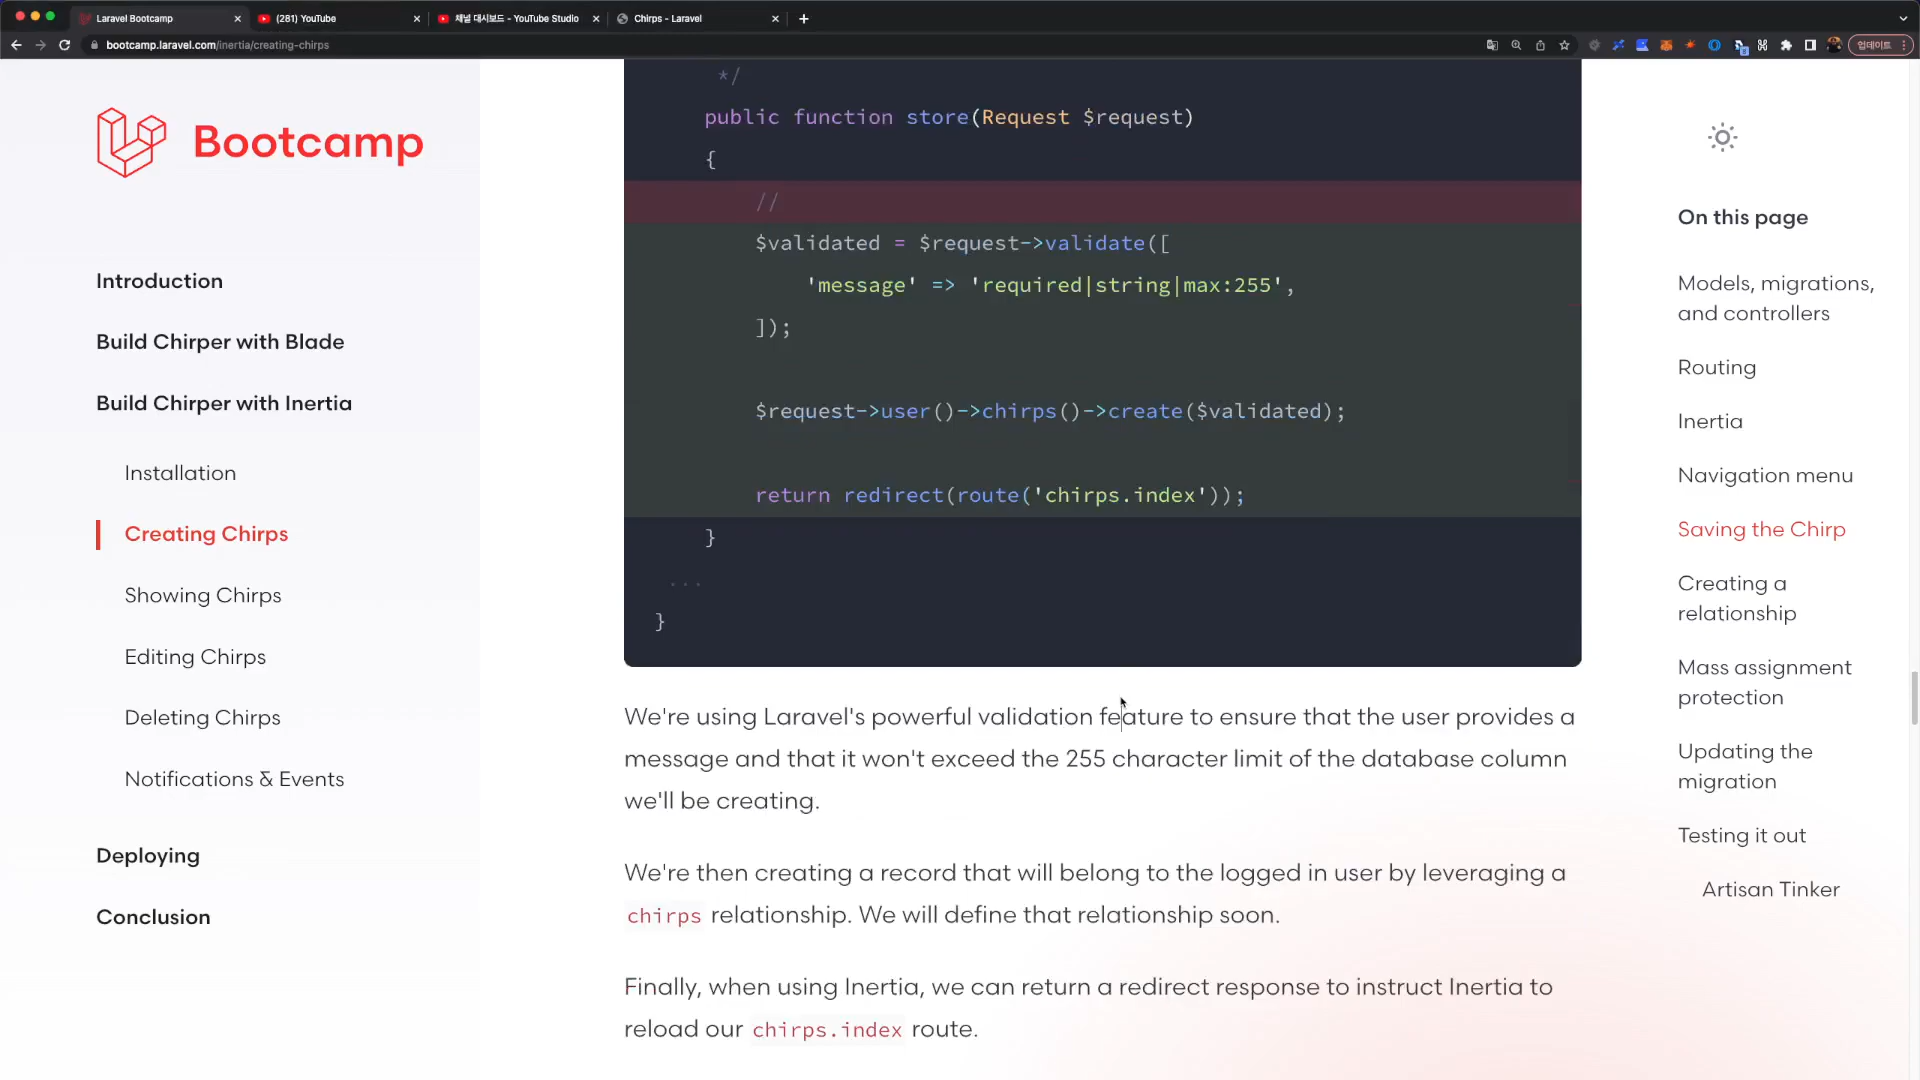 Laravel Bootcamp
(281) YouTube
채널 대시보드 - YouTube Studio
Chirps - Laravel
bootcamp.laravel.com/inertia/creating-chirps
업데이트
Bootcamp
Introduction
Build Chirper with Blade
Build Chirper with Inertia
Installation
Creating Chirps
Showing Chirps
Editing Chirps
Deleting Chirps
Notifications & Events
Deploying
Conclusion
*/
public function store(Request $request)
{
//
$validated = $request->validate([
'message' => 'required|string|max:255',
]);
$request->user()->chirps()->create($validated);
return redirect(route('chirps.index'));
}
...
}
We're using Laravel's powerful validation feature to ensure that the user provides a
message and that it won't exceed the 255 character limit of the database column
we'll be creating.
We're then creating a record that will belong to the logged in user by leveraging a
chirps relationship. We will define that relationship soon.
Finally, when using Inertia, we can return a redirect response to instruct Inertia to
reload our chirps.index route.
On this page
Models, migrations,
and controllers
Routing
Inertia
Navigation menu
Saving the Chirp
Creating a
relationship
Mass assignment
protection
Updating the
migration
Testing it out
Artisan Tinker